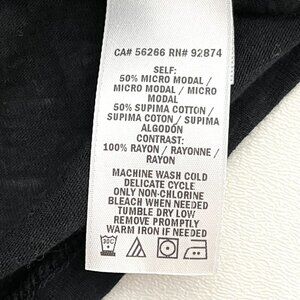 CA# 56266 RN# 92874
SELF:
50% MICRO MODAL /
MICRO MODAL / MICRO
MODAL
50% SUPIMA COTTON /
SUPIMA COTTON / SUPIMA
ALGODÓN
CONTRAST:
100% RAYON / RAYONNE /
RAYON
MACHINE WASH COLD
DELICATE CYCLE
ONLY NON-CHLORINE
BLEACH WHEN NEEDED
TUMBLE DRY LOW
REMOVE PROMPTLY
WARM IRON IF NEEDED
30C